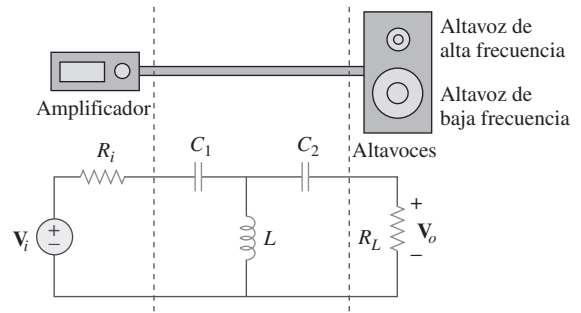 Altavoz de
alta frecuencia
Amplificador
Altavoz de
baja frecuencia
Altavoces
R_i
C_1
C_2
V_i
+
−
L
R_L
+
V_o
−